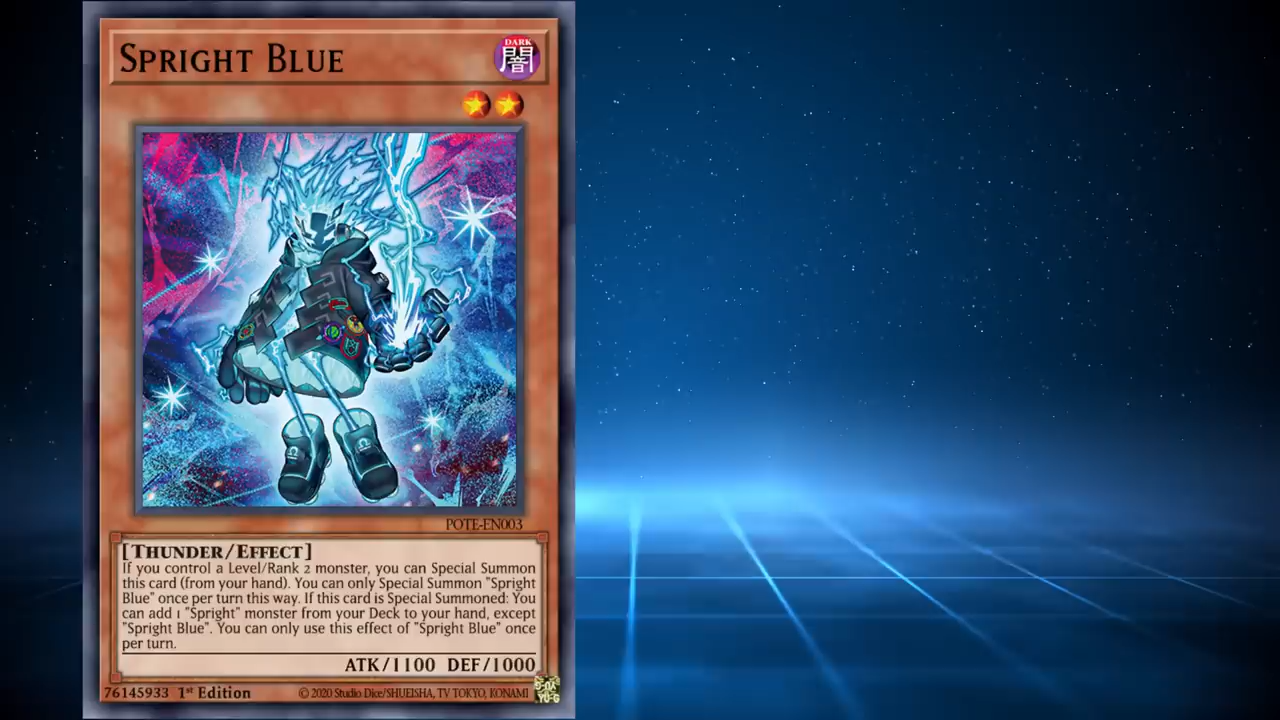 SPRIGHT BLUE
DARK
闇
POTE-EN003
[THUNDER/EFFECT]
If you control a Level/Rank 2 monster, you can Special Summon
this card (from your hand). You can only Special Summon "Spright
Blue" once per turn this way. If this card is Special Summoned: You
can add 1 "Spright" monster from your Deck to your hand, except
"Spright Blue". You can only use this effect of "Spright Blue" once
per turn.
ATK/1100 DEF/1000
76145933 1st Edition ©2020 Studio Dice/SHUEISHA, TV TOKYO, KONAMI